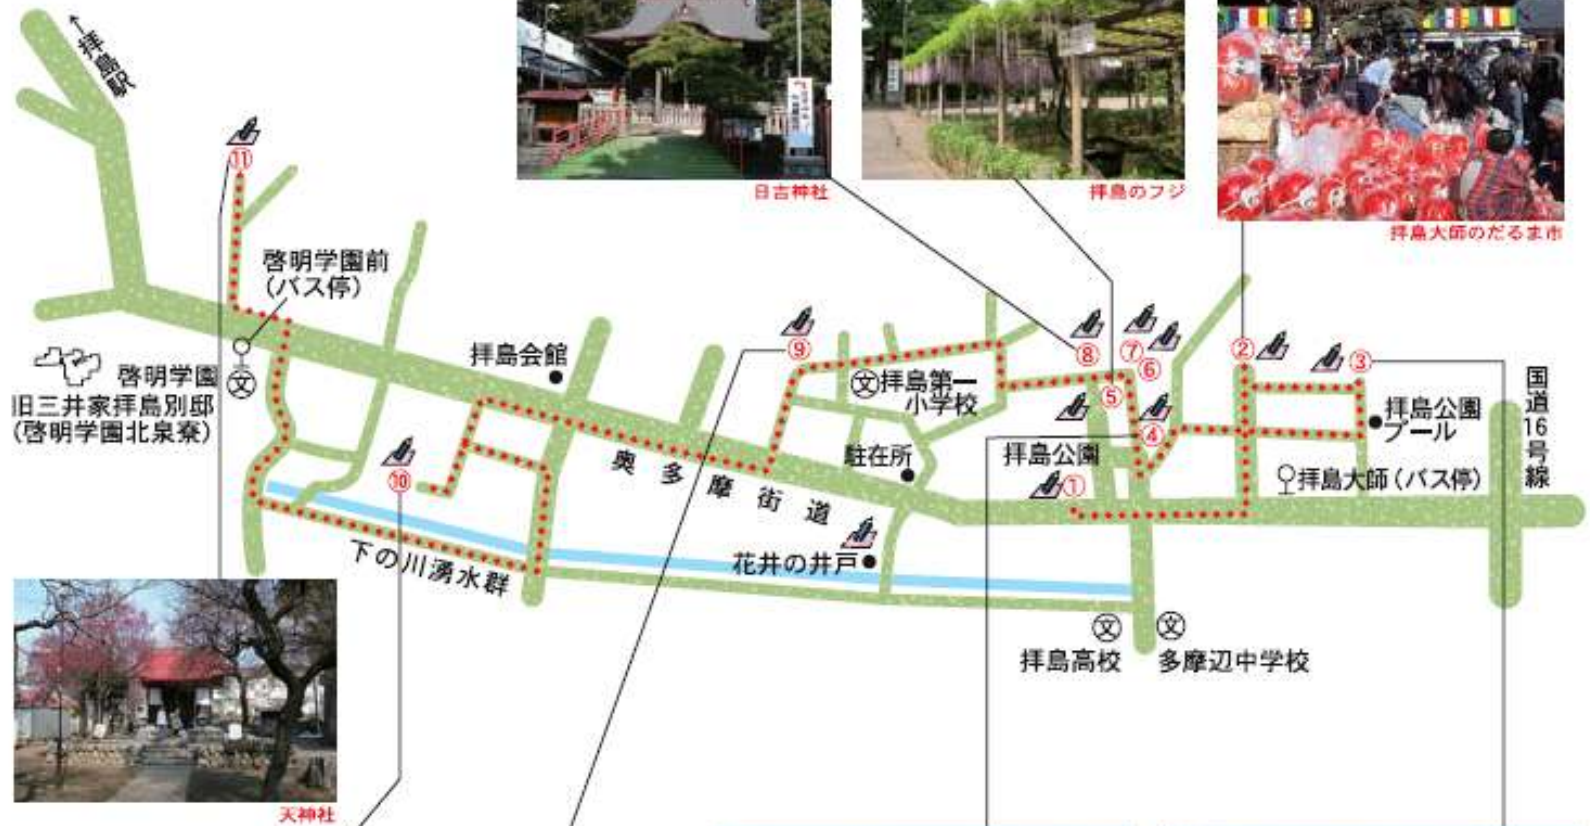 ↑拝島駅
日吉神社
拝島のフジ
拝島大師のだるま市
⑪
啓明学園前
(バス停)
文
啓明学園
旧三井家拝島別邸
(啓明学園北泉寮)
拝島会館
⑨
⑧
⑦
⑥
⑤
②
③
文拝島第一
小学校
拝島公園
プール
国道16号線
④
駐在所
拝島公園
①
拝島大師(バス停)
⑩
奥多摩街道
花井の井戸
下の川湧水群
文
文
拝島高校
多摩辺中学校
天神社